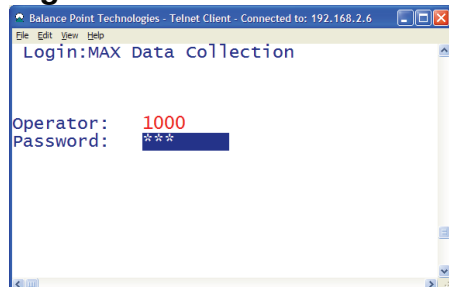 Balance Point Technologies - Telnet Client - Connected to: 192.168.2.6
File Edit View Help
Login:MAX Data Collection
Operator: 1000
Password: ***